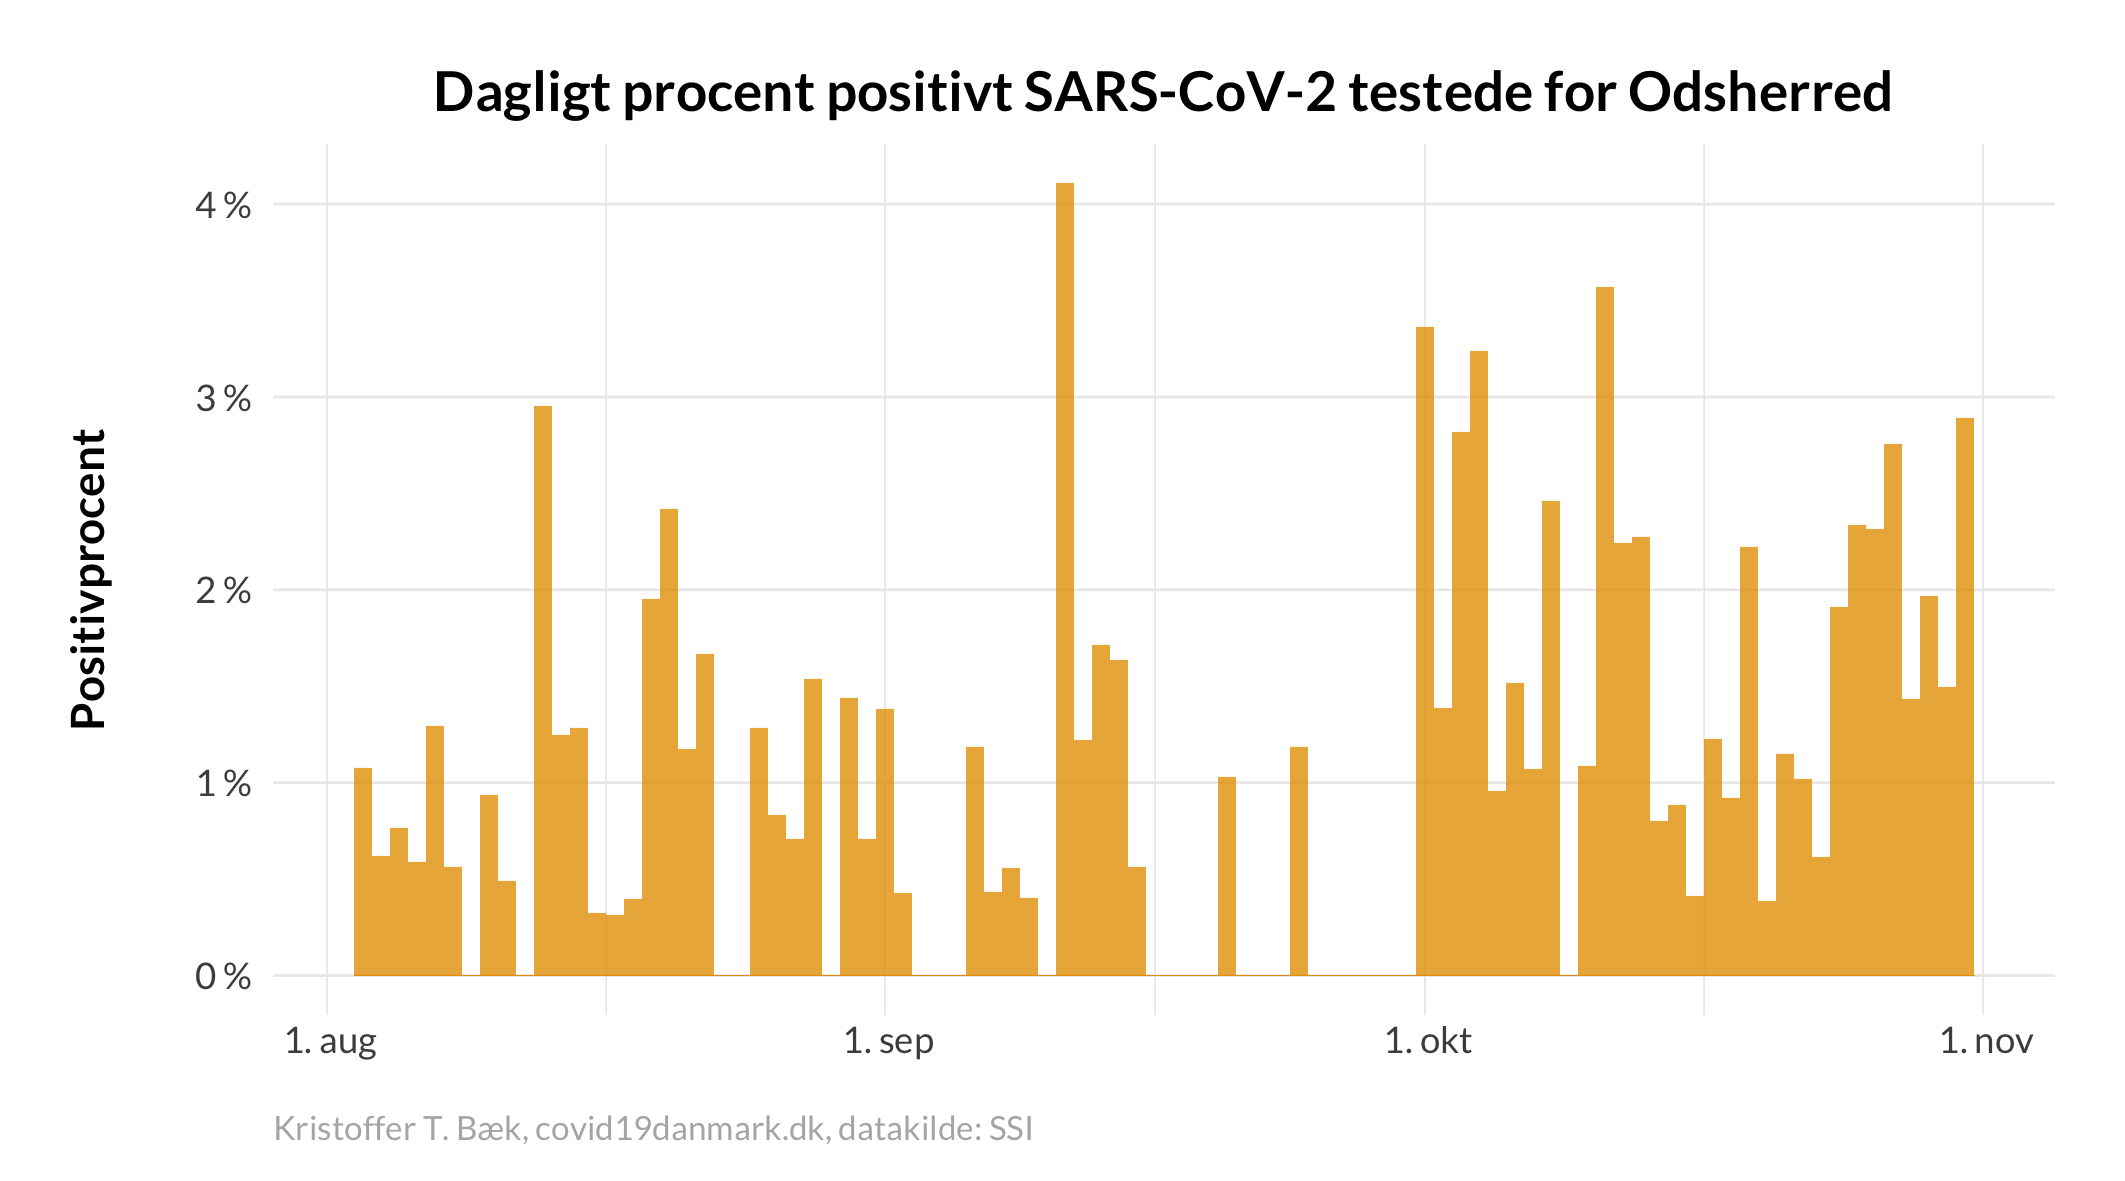 Dagligt procent positivt SARS-CoV-2 testede for Odsherred
Positivprocent
4 %
3 %
2 %
1 %
0 %
1. aug
1. sep
1. okt
1. nov
Kristoffer T. Bæk, covid19danmark.dk, datakilde: SSI